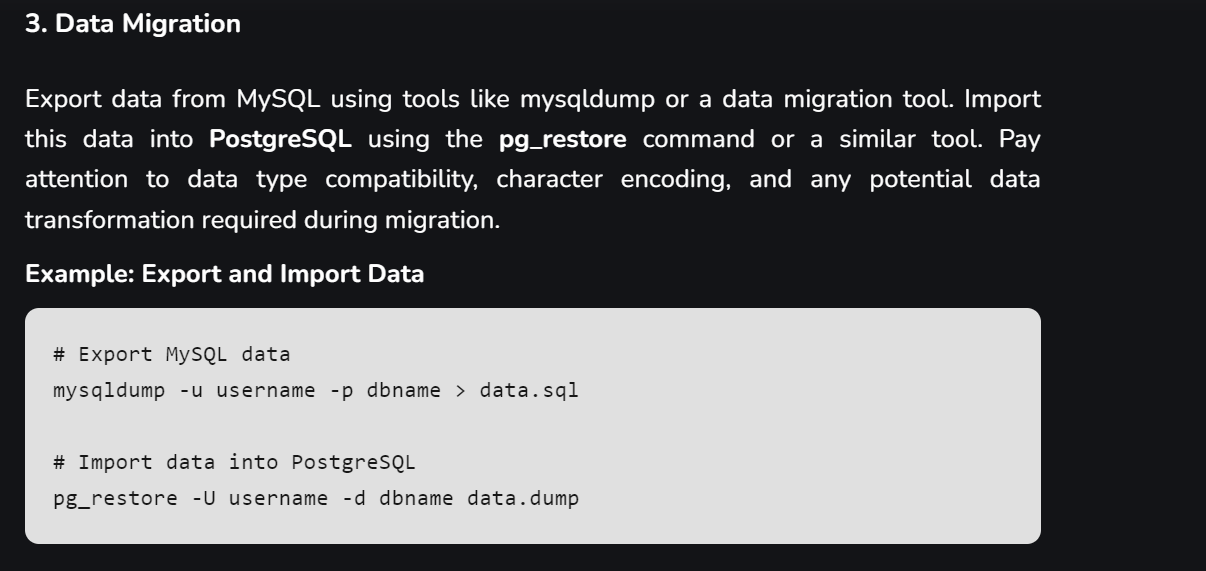 3. Data Migration
Export data from MySQL using tools like mysqldump or a data migration tool. Import
this data into PostgreSQL using the pg_restore command or a similar tool. Pay
attention to data type compatibility, character encoding, and any potential data
transformation required during migration.
Example: Export and Import Data
# Export MySQL data
mysqldump -u username -p dbname > data.sql
# Import data into PostgreSQL
pg_restore -U username -d dbname data.dump